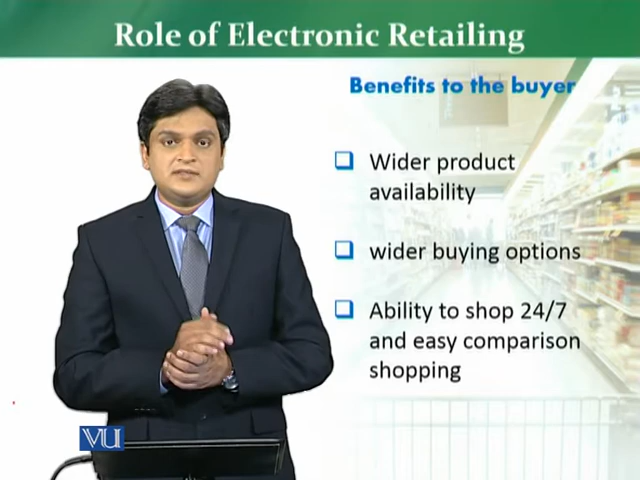 Role of Electronic Retailing
Benefits to the buyer
Wider product
availability
wider buying options
Ability to shop 24/7
and easy comparison
shopping
VU